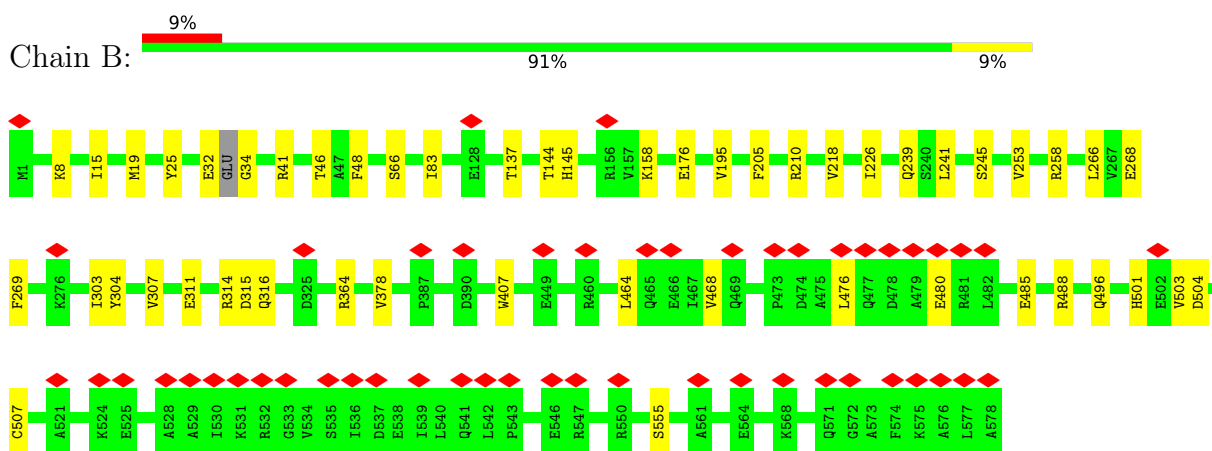 9%
Chain B:
91% 9%
M1 K8 I15 M19 Y25 E32 GLU G34 R41 T46 A47 F48 S66 I83 E128 T137 T144 H145 R156 V157 K158 E176 V195 F205 R210 V218 I226 Q239 S240 L241 S245 V253 R258 L266 V267 E268
F269 K276 I303 Y304 V307 E311 R314 D315 Q316 D325 R364 V378 P387 D390 W407 E449 R460 L464 Q465 E466 I467 V468 Q469 P473 D474 A475 L476 Q477 D478 A479 E480 R481 L482 E485 R488 Q496 H501 E502 V503 D504
C507 A521 K524 E525 A528 A529 I530 K531 R532 G533 V534 S535 I536 D537 E538 I539 L540 Q541 L542 P543 E546 R547 R550 S555 A561 E564 K568 Q571 G572 A573 F574 K575 A576 L577 A578